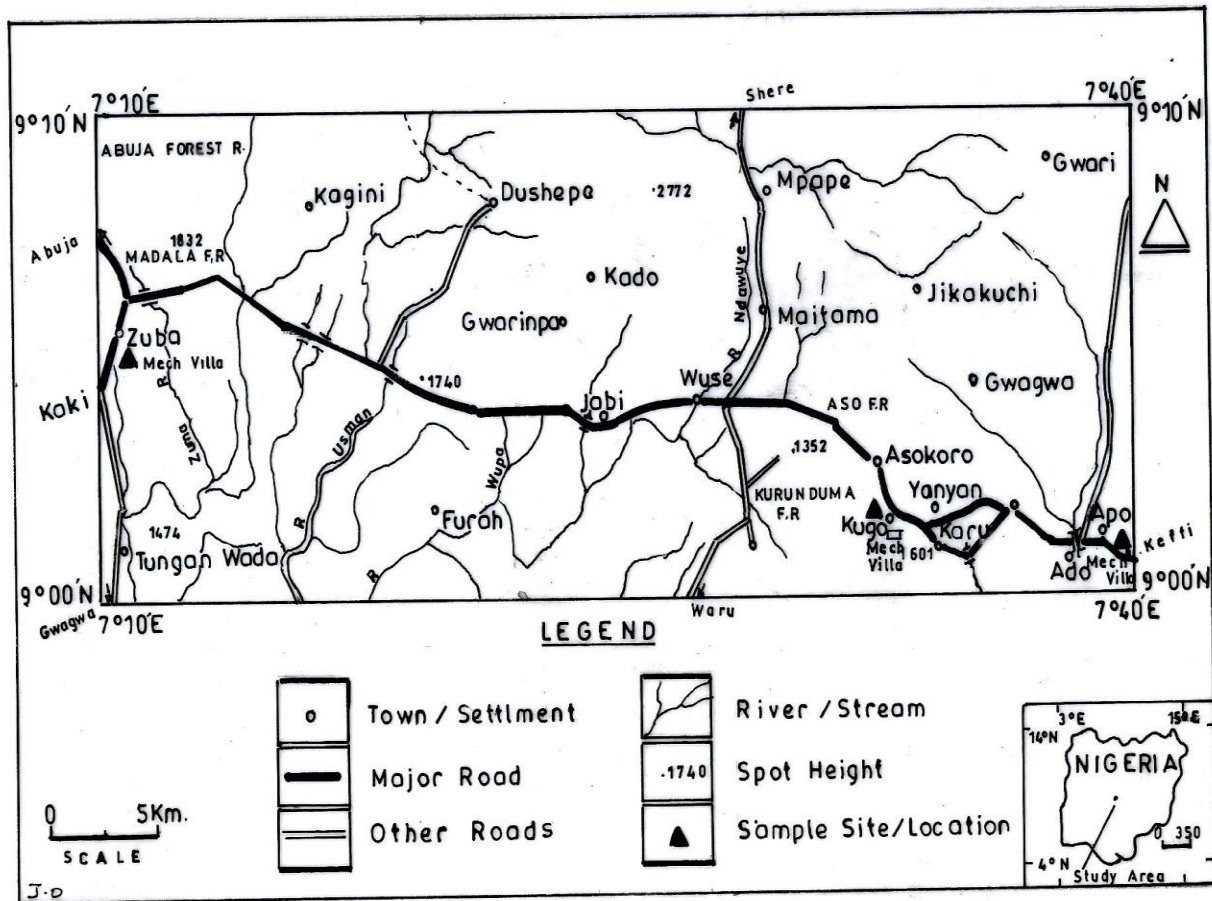 7°10'E
7°40'E
9°10'N
9°10'N
Shere
ABUJA FOREST R.
Gwari
Kagini
Dushepe
.2772
Mpape
N
Abuja
1832
MADALA F.R
Kado
Ndawuye
R
Jikakuchi
Maitama
Zuba
Mech Villa
Gwarinpa
Gwagwa
Kaki
.1740
Jabi
Wuse
ASO F.R
Zuma
R
Usman
R
Wupa
R
.1352
Asokoro
KURUNDUMA
F.R
Yanyan
Furah
Kugo
Mech
Villa
Karu
601
Apo
Kefti
1474
Tungan Wada
Ado
Mech
Villa
9°00'N
9°00'N
Gwagwa
7°10'E
Waru
7°40'E
LEGEND
Town / Settlment
River / Stream
Major Road
.1740
Spot Height
Other Roads
Sample Site/Location
0 5Km.
SCALE
3°E
15°E
14°N
NIGERIA
0 350
4°N
Study Area
J.D